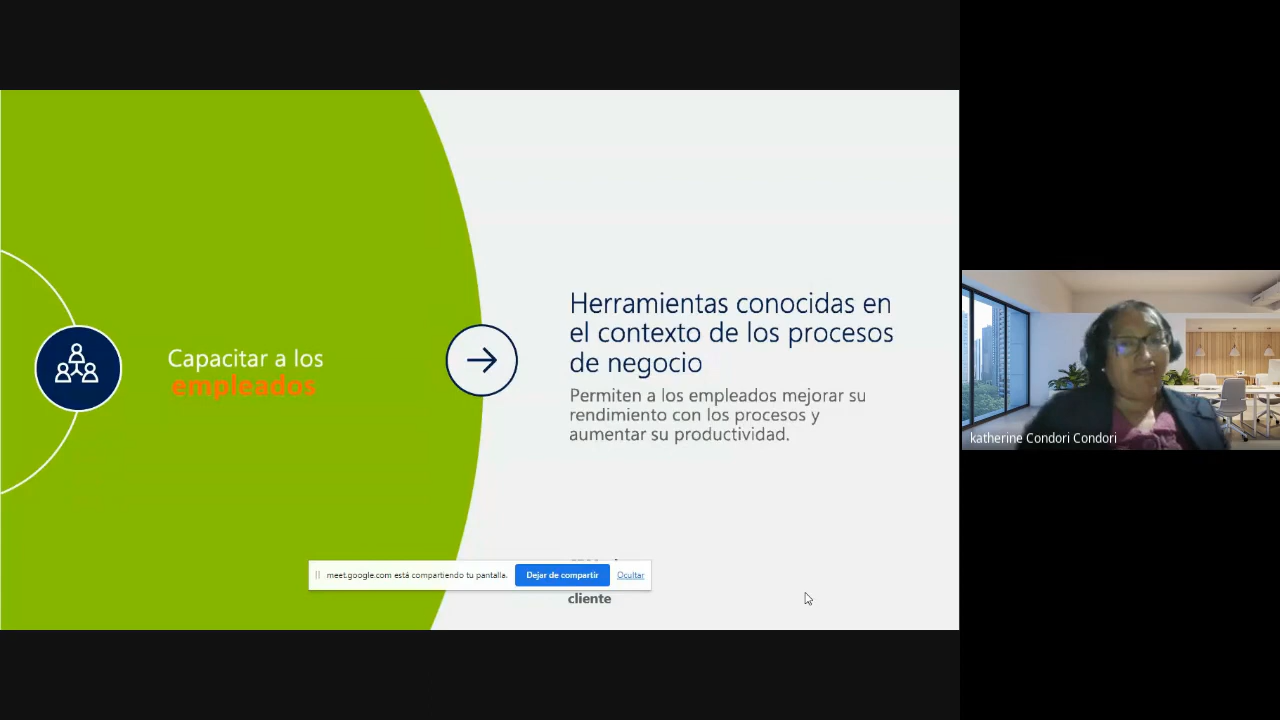 Capacitar a los
empleados
Herramientas conocidas en
el contexto de los procesos
de negocio
Permiten a los empleados mejorar su
rendimiento con los procesos y
aumentar su productividad.
meet.google.com está compartiendo tu pantalla.
Dejar de compartir
Ocultar
cliente
katherine Condori Condori